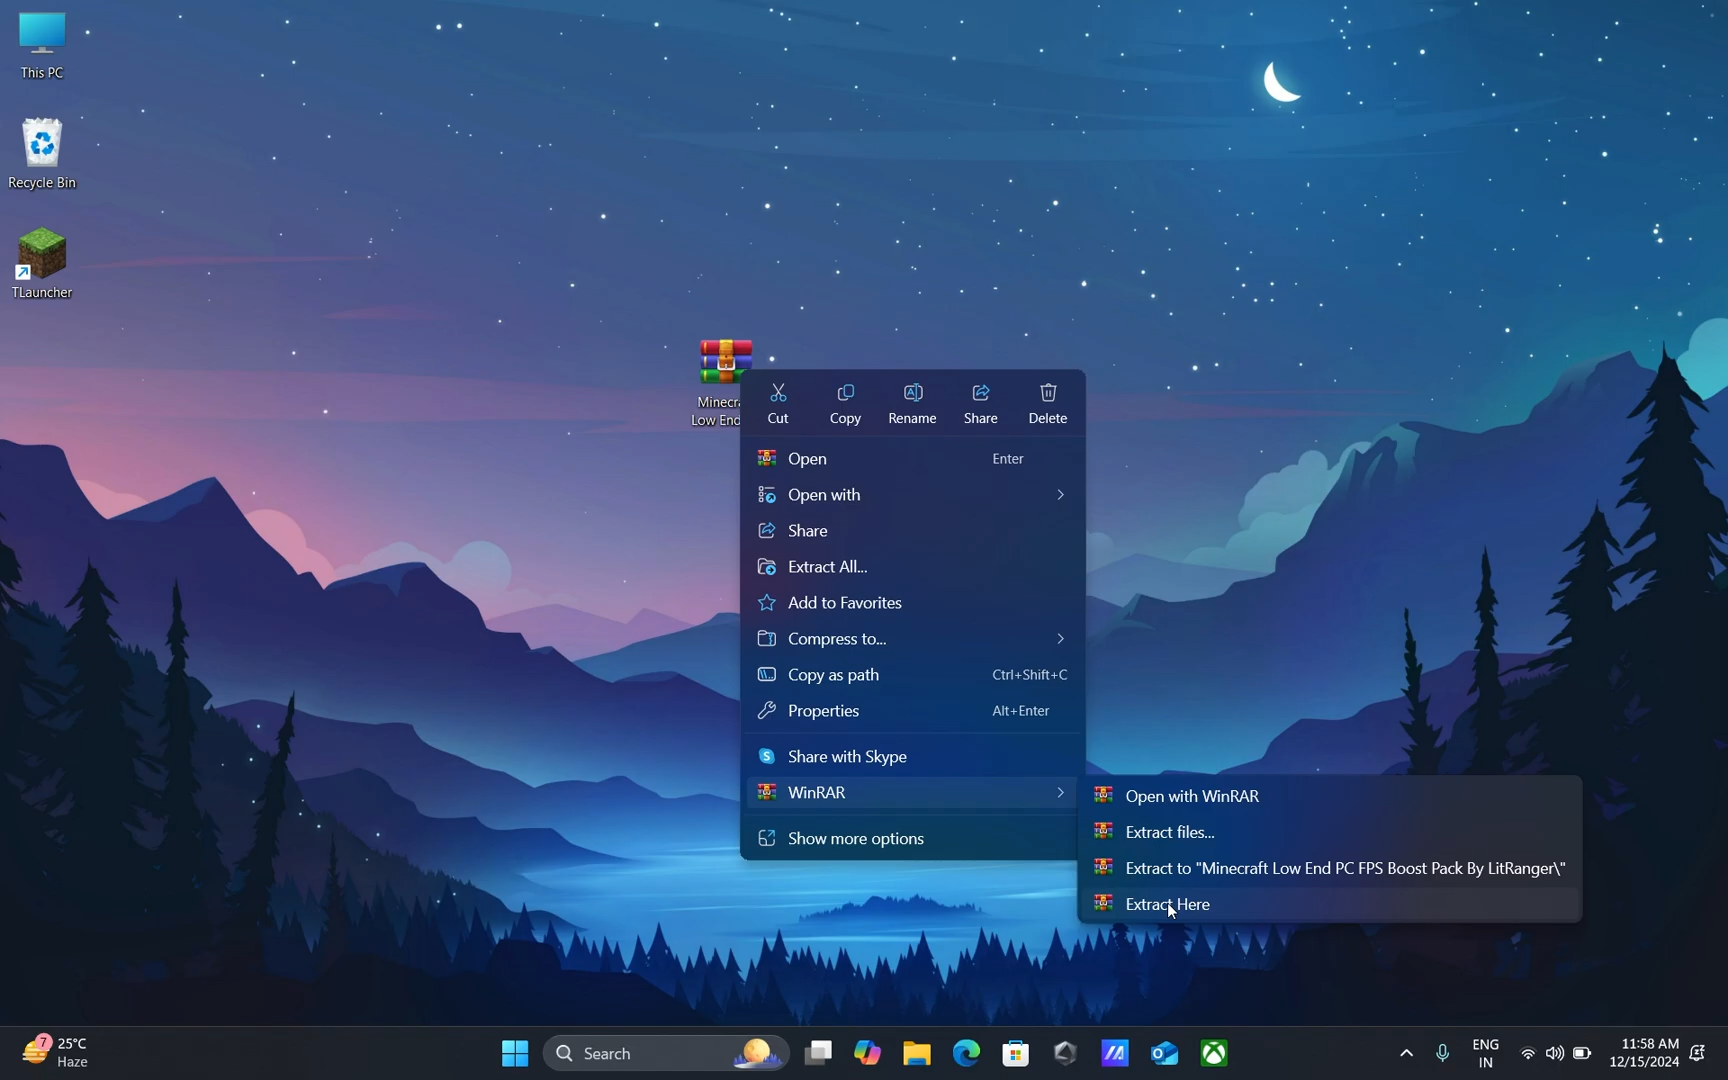 This PC
Recycle Bin
TLauncher
Low End
Cut
Copy
Rename
Share
Delete
Open Enter
Open with
Share
Extract All...
Add to Favorites
Compress to...
Copy as path Ctrl+Shift+C
Properties Alt+Enter
Share with Skype
WinRAR
Show more options
Open with WinRAR
Extract files...
Extract to "Minecraft Low End PC FPS Boost Pack By LitRanger\"
Extract Here
7
25°C
Haze
Search
ENG
IN
11:58 AM
12/15/2024